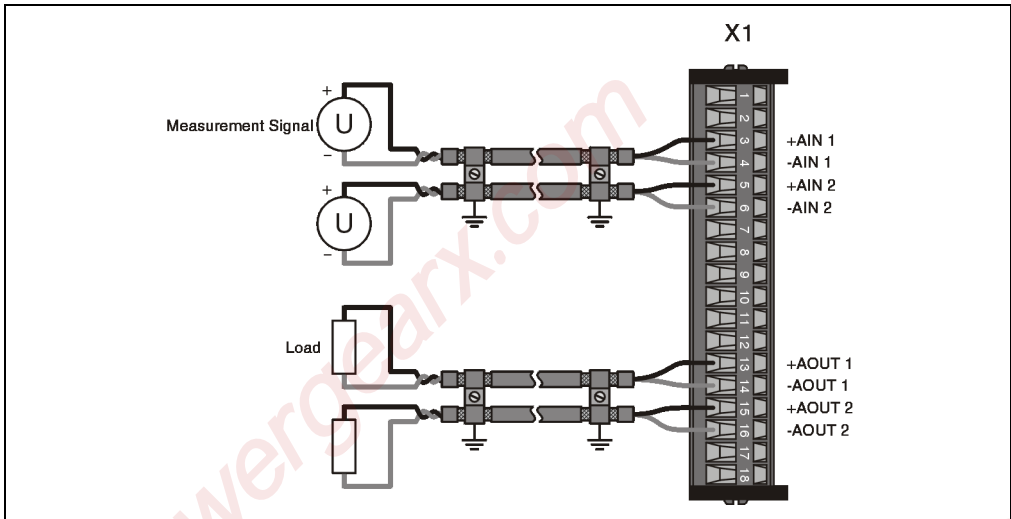 X1
+
Measurement Signal
U
−
+
U
−
1
2
3
4
5
6
7
8
9
10
11
12
13
14
15
16
17
18
+AIN 1
-AIN 1
+AIN 2
-AIN 2
Load
+AOUT 1
-AOUT 1
+AOUT 2
-AOUT 2
wergearx.com